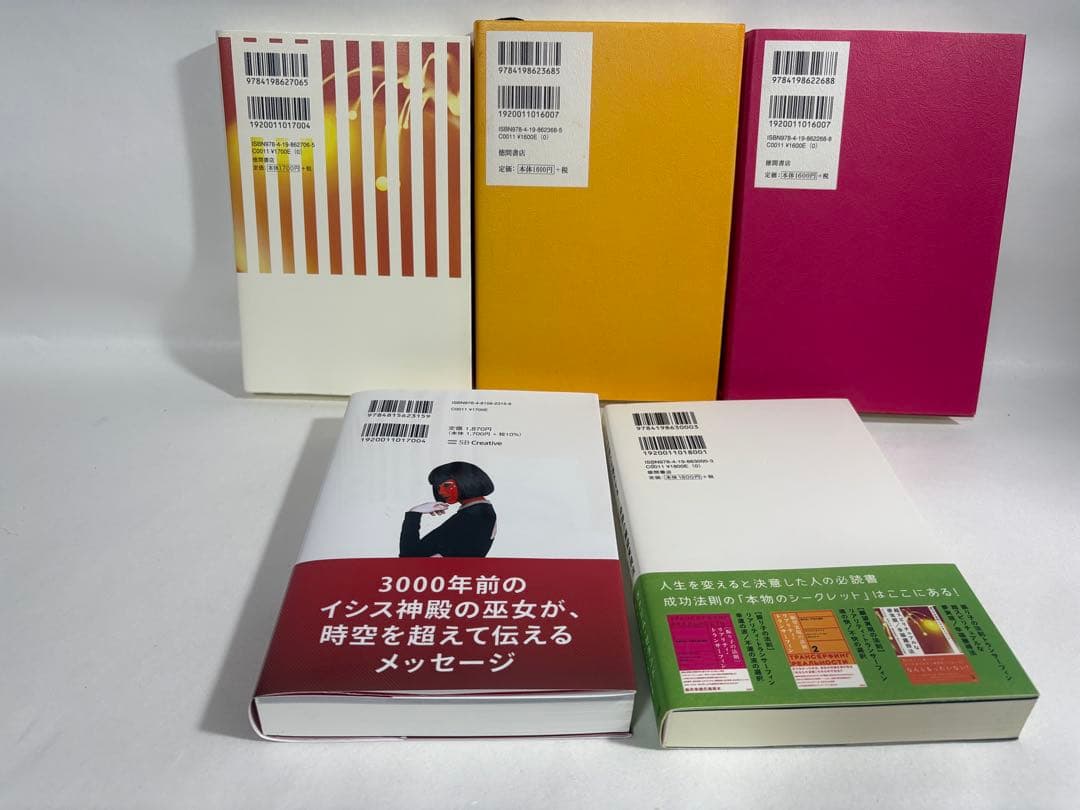 9784198627065
1920011017004
ISBN978-4-19-862706-5
C0011 ¥1700E (0)
徳間書店
定価:本体1700円+税
9784198623685
1920011016007
ISBN978-4-19-862368-5
C0011 ¥1600E (0)
徳間書店
定価:本体1600円+税
9784198622688
1920011016007
ISBN978-4-19-862268-8
C0011 ¥1600E (0)
徳間書店
定価:本体1600円+税
9784815623159
1920011017004
ISBN978-4-8156-2315-9
C0011 ¥1700E
定価 1,870円
(本体 1,700円 + 税10%)
SB Creative
3000年前の
イシス神殿の巫女が、
時空を超えて伝える
メッセージ
9784198630003
1920011018001
ISBN978-4-19-863000-3
C0011 ¥1800E (0)
徳間書店
定価 本体1800円+税
人生を変えると決意した人の必読書
成功法則の「本物のシークレット」はここにある!
2
ТРАНСЕРФИНГ
РЕАЛЬНОСТИ